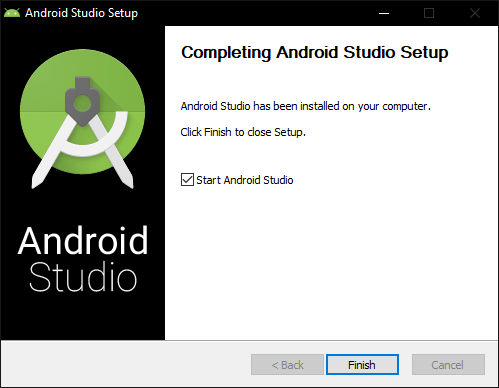 Android Studio Setup
Completing Android Studio Setup
Android Studio has been installed on your computer.
Click Finish to close Setup.
Start Android Studio
Android
Studio
< Back
Finish
Cancel